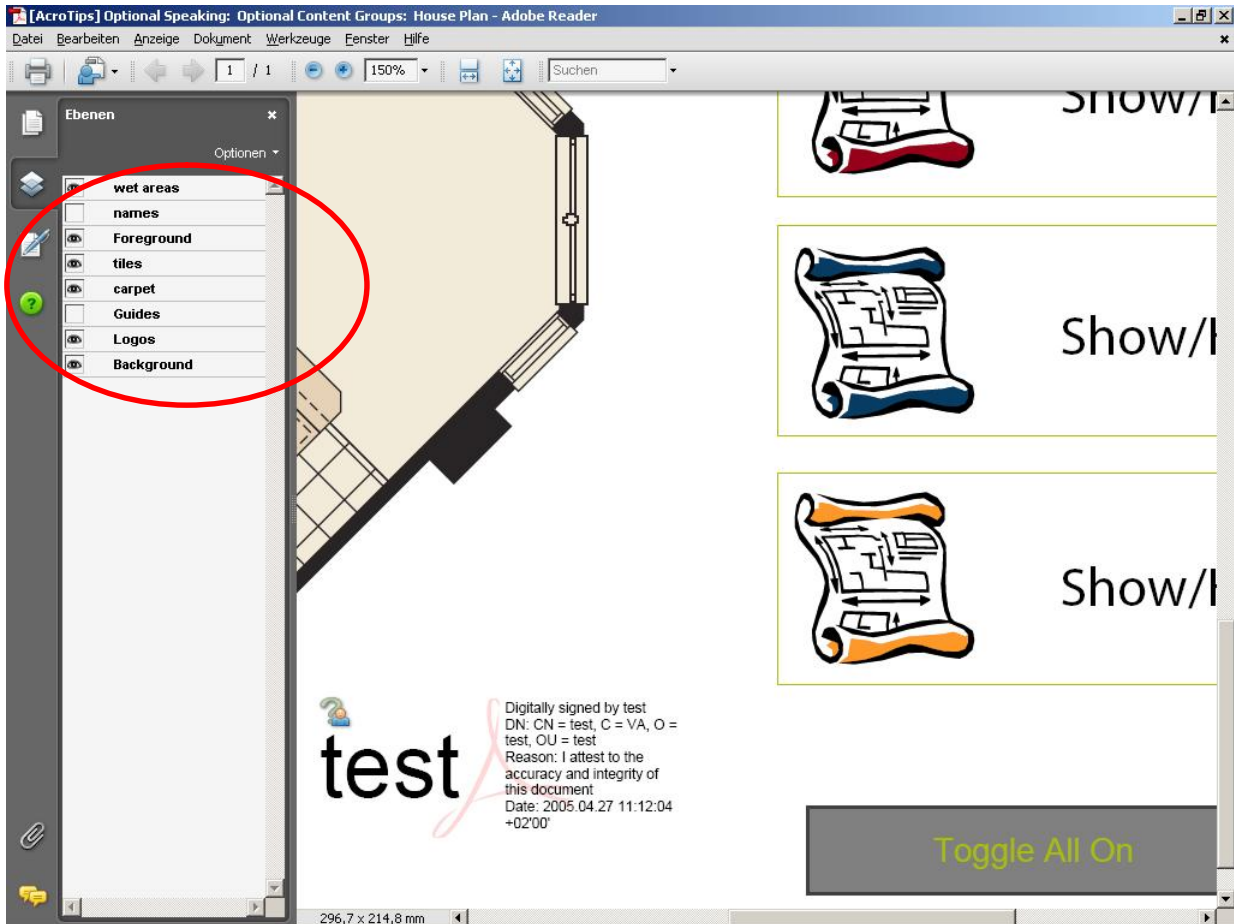 [AcroTips] Optional Speaking: Optional Content Groups: House Plan - Adobe Reader
Datei Bearbeiten Anzeige Dokument Werkzeuge Fenster Hilfe
1 / 1 150% Suchen
Ebenen
Optionen
wet areas
names
Foreground
tiles
carpet
Guides
Logos
Background
Show/
Show/
Show/
test
Digitally signed by test
DN: CN = test, C = VA, O =
test, OU = test
Reason: I attest to the
accuracy and integrity of
this document
Date: 2005.04.27 11:12:04
+02'00'
Toggle All On
296,7 x 214,8 mm